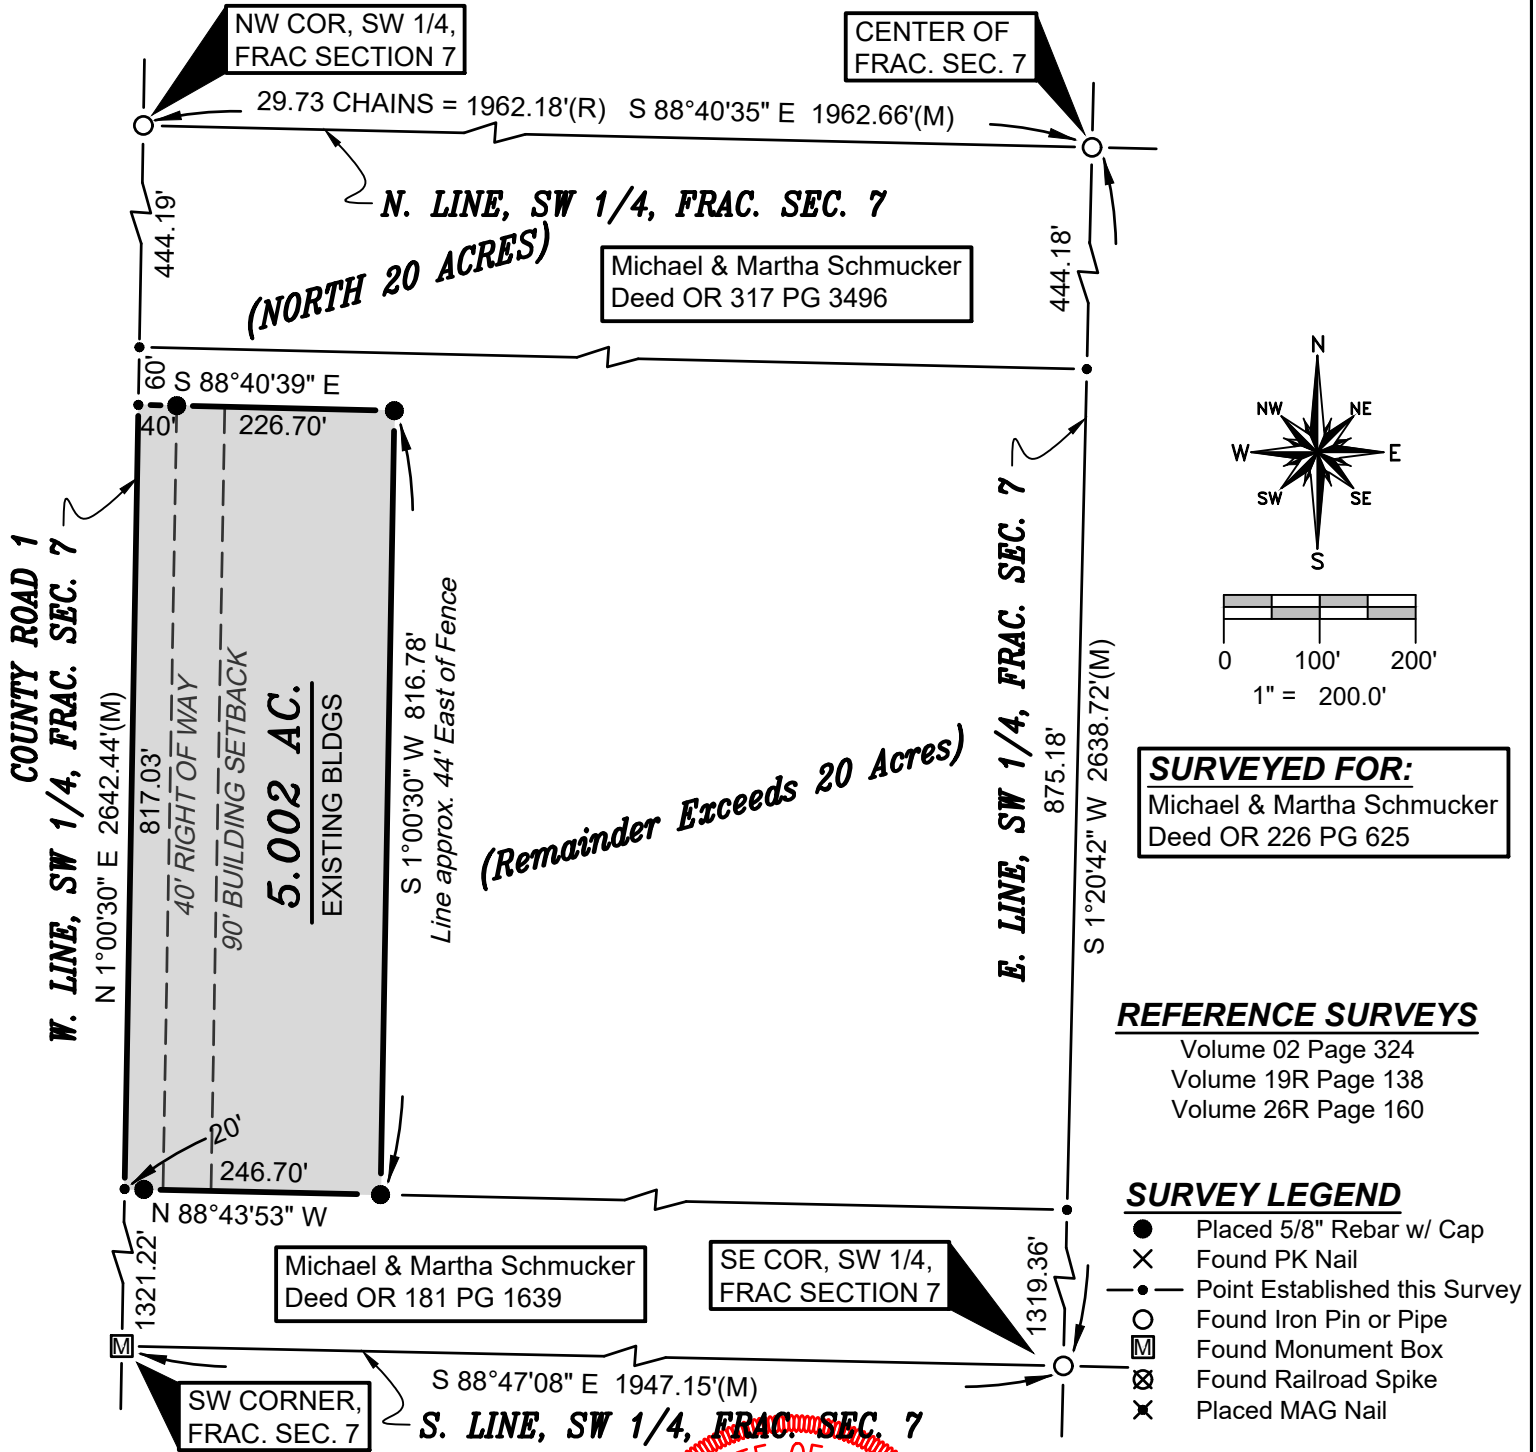 NW COR, SW 1/4,
FRAC SECTION 7
CENTER OF
FRAC. SEC. 7
29.73 CHAINS = 1962.18'(R) S 88°40'35" E 1962.66'(M)
N. LINE, SW 1/4, FRAC. SEC. 7
444.19'
(NORTH 20 ACRES)
Michael & Martha Schmucker
Deed OR 317 PG 3496
444.18'
60'
S 88°40'39" E
40'
226.70'
N
NW
NE
W
E
SW
SE
S
0 100' 200'
1" = 200.0'
COUNTY ROAD 1
W. LINE, SW 1/4, FRAC. SEC. 7
N 1°00'30" E 2642.44'(M)
817.03'
40' RIGHT OF WAY
90' BUILDING SETBACK
5.002 AC.
EXISTING BLDGS
S 1°00'30" W 816.78'
Line approx. 44' East of Fence
(Remainder Exceeds 20 Acres)
E. LINE, SW 1/4, FRAC. SEC. 7
875.18'
S 1°20'42" W 2638.72'(M)
SURVEYED FOR:
Michael & Martha Schmucker
Deed OR 226 PG 625
REFERENCE SURVEYS
Volume 02 Page 324
Volume 19R Page 138
Volume 26R Page 160
20'
246.70'
N 88°43'53" W
1321.22'
Michael & Martha Schmucker
Deed OR 181 PG 1639
SE COR, SW 1/4,
FRAC SECTION 7
1319.36'
SURVEY LEGEND
Placed 5/8" Rebar w/ Cap
Found PK Nail
Point Established this Survey
Found Iron Pin or Pipe
M Found Monument Box
Found Railroad Spike
Placed MAG Nail
M
S 88°47'08" E 1947.15'(M)
SW CORNER,
FRAC. SEC. 7
S. LINE, SW 1/4, FRAC. SEC. 7